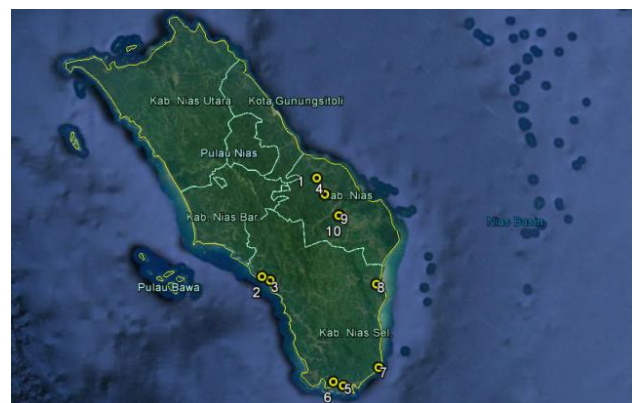 Kab. Nias Utara
Kota Gunungsitoli
Pulau Nias
1
4
ab. Nias
Kab. Nias Bar.
9
10
Nias Basin
2
3
8
Pulau Bawa
Kab. Nias Sel.
7
5
6